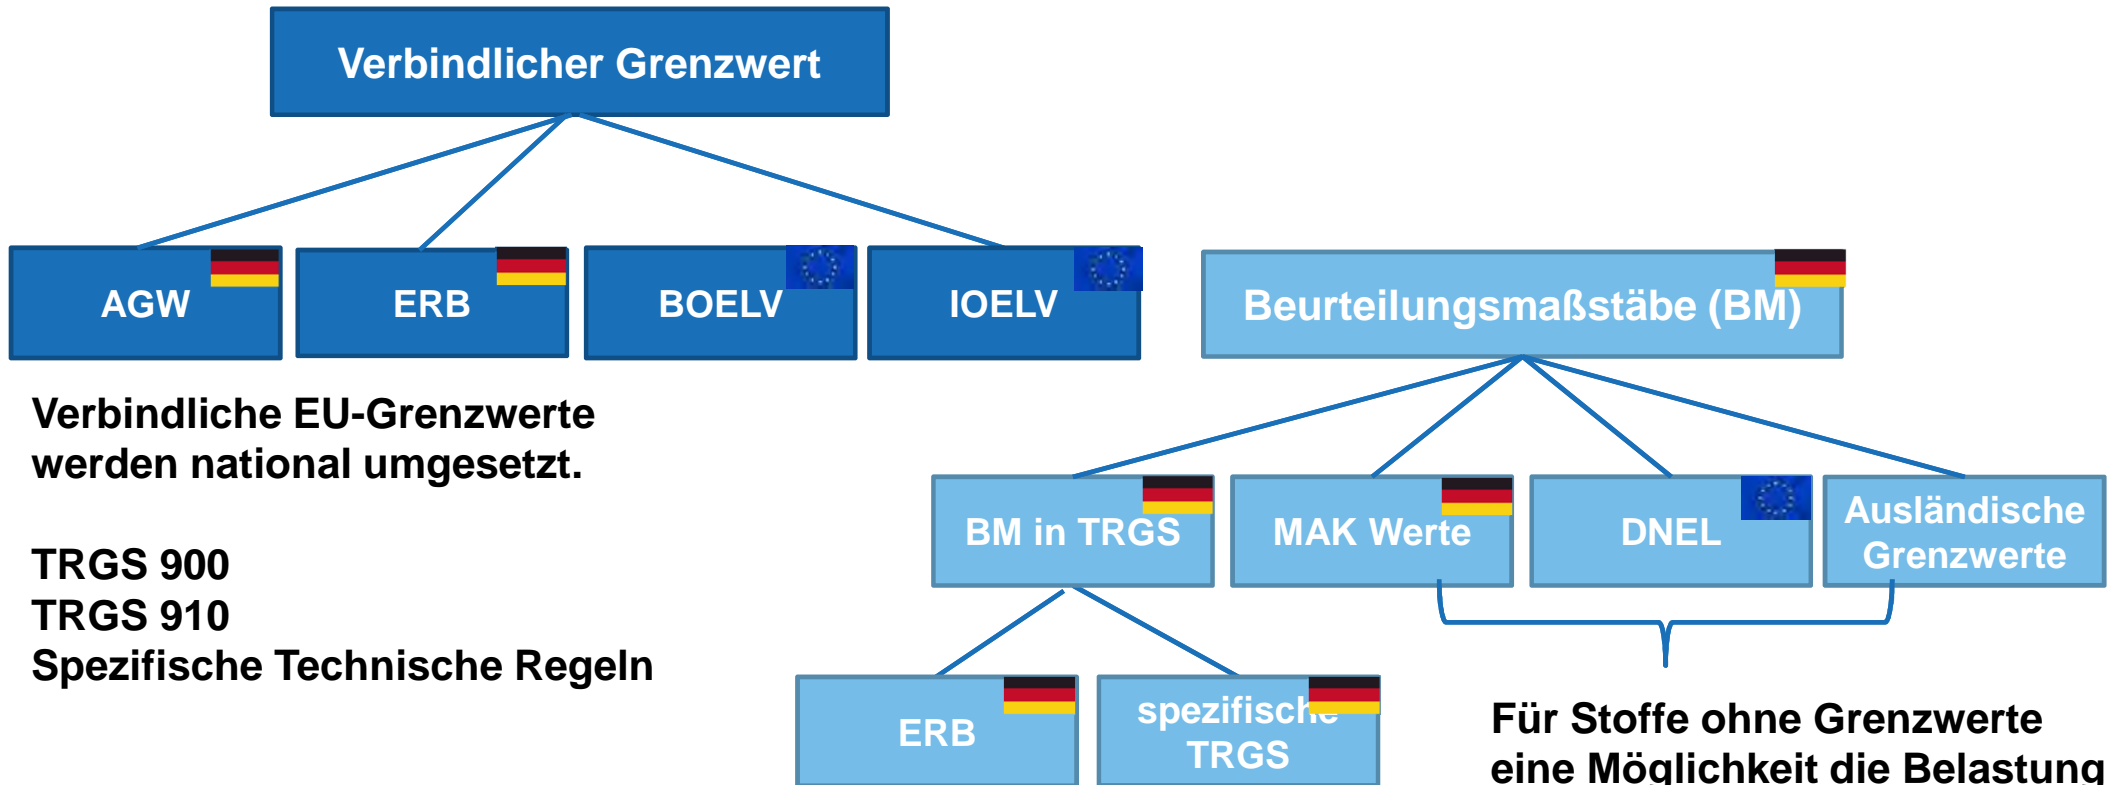 Verbindlicher Grenzwert
AGW
ERB
BOELV
IOELV
Verbindliche EU-Grenzwerte
werden national umgesetzt.
TRGS 900
TRGS 910
Spezifische Technische Regeln
Beurteilungsmaßstäbe (BM)
BM in TRGS
MAK Werte
DNEL
Ausländische
Grenzwerte
ERB
spezifische
TRGS
Für Stoffe ohne Grenzwerte
eine Möglichkeit die Belastung